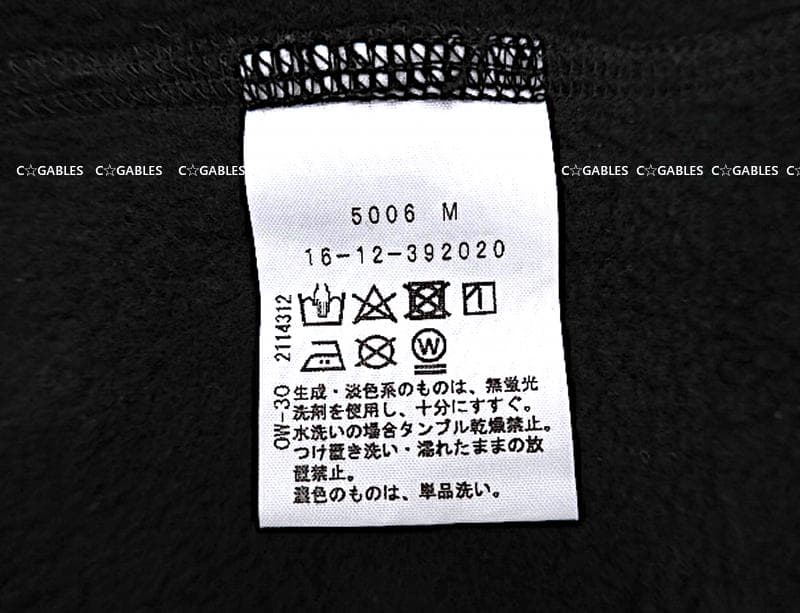 C☆GABLES C☆GABLES C☆GABLES C☆GABLES C☆GABLES C☆GABLES
5006 M
16-12-392020
OW-30 2114312
W
生成・淡色系のものは、無蛍光
洗剤を使用し、十分にすすぐ。
水洗いの場合タンブル乾燥禁止。
つけ置き洗い・濡れたままの放
置禁止。
濃色のものは、単品洗い。